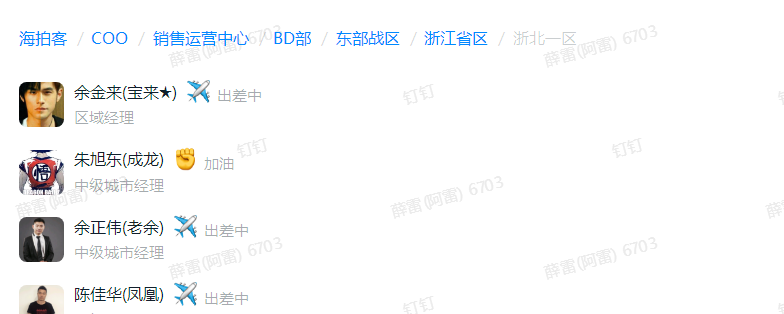 海拍客 / COO / 销售运营中心 / BD部 / 东部战区 / 浙江省区 / 浙北一区
余金来(宝来★) ✈️ 出差中
区域经理
朱旭东(成龙) ✊ 加油
中级城市经理
余正伟(老余) ✈️ 出差中
中级城市经理
陈佳华(凤凰) ✈️ 出差中
薛雷(阿雷) 6703
薛雷(阿雷) 6703
钉钉
钉钉
钉钉
薛雷(阿雷) 6703
薛雷(阿雷) 6703
薛雷(阿雷) 6703
薛雷(阿雷) 6703
钉钉
钉钉
悟